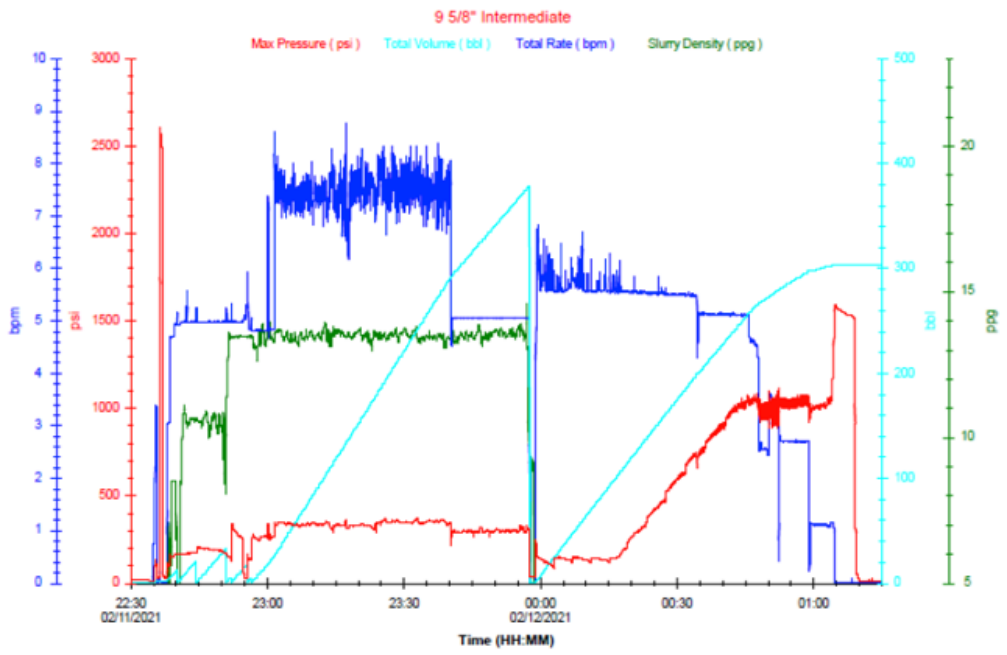 9 5/8" Intermediate
Max Pressure ( psi ) Total Volume ( bbl ) Total Rate ( bpm ) Slurry Density ( ppg )
10 3000 500
9
2500 20
8 400
7
2000
6 300
15
bpm 5 psi 1500 bbl ppg
4 200
3 1000 10
2 100
500
1
0 0 0 5
22:30 23:00 23:30 00:00 00:30 01:00
02/11/2021 02/12/2021
Time (HH:MM)